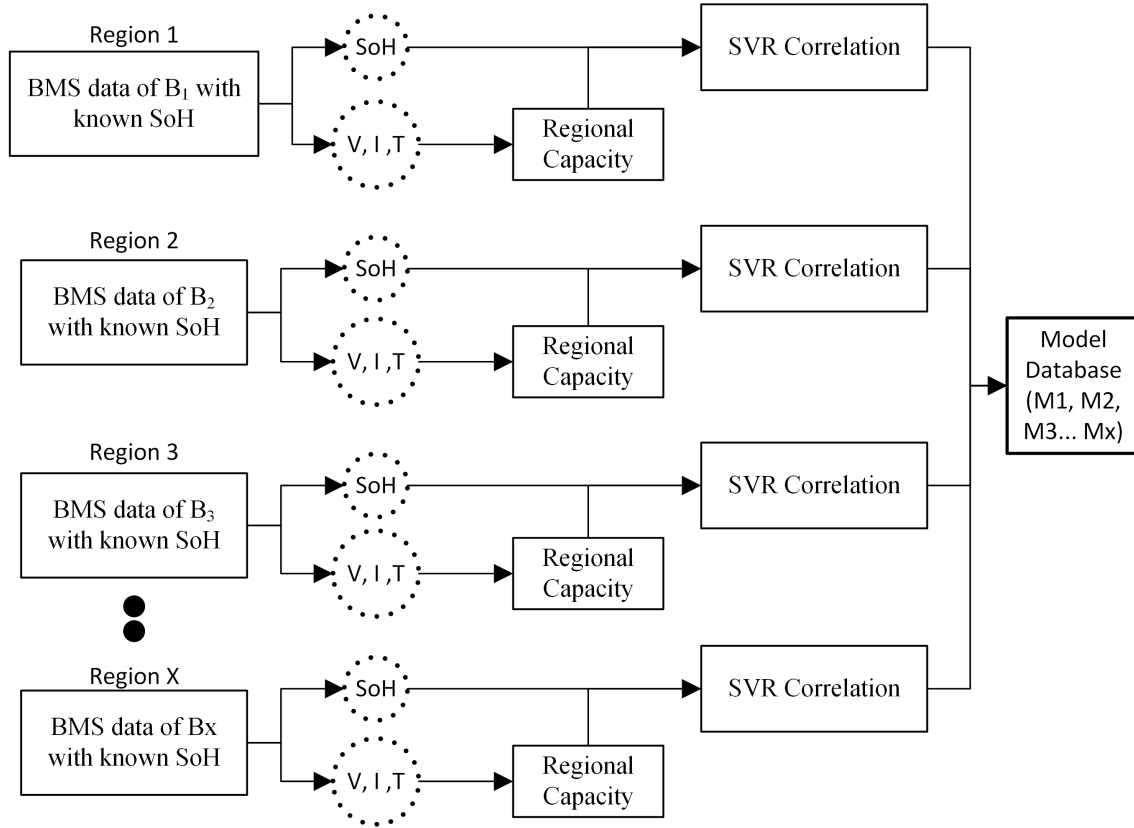 Region 1
BMS data of B₁ with
known SoH
SoH
V, I ,T
Regional
Capacity
SVR Correlation
Region 2
BMS data of B₂
with known SoH
SoH
V, I ,T
Regional
Capacity
SVR Correlation
Model
Database
(M1, M2,
M3... Mx)
Region 3
BMS data of B₃
with known SoH
SoH
V, I ,T
Regional
Capacity
SVR Correlation
Region X
BMS data of Bx
with known SoH
SoH
V, I ,T
Regional
Capacity
SVR Correlation